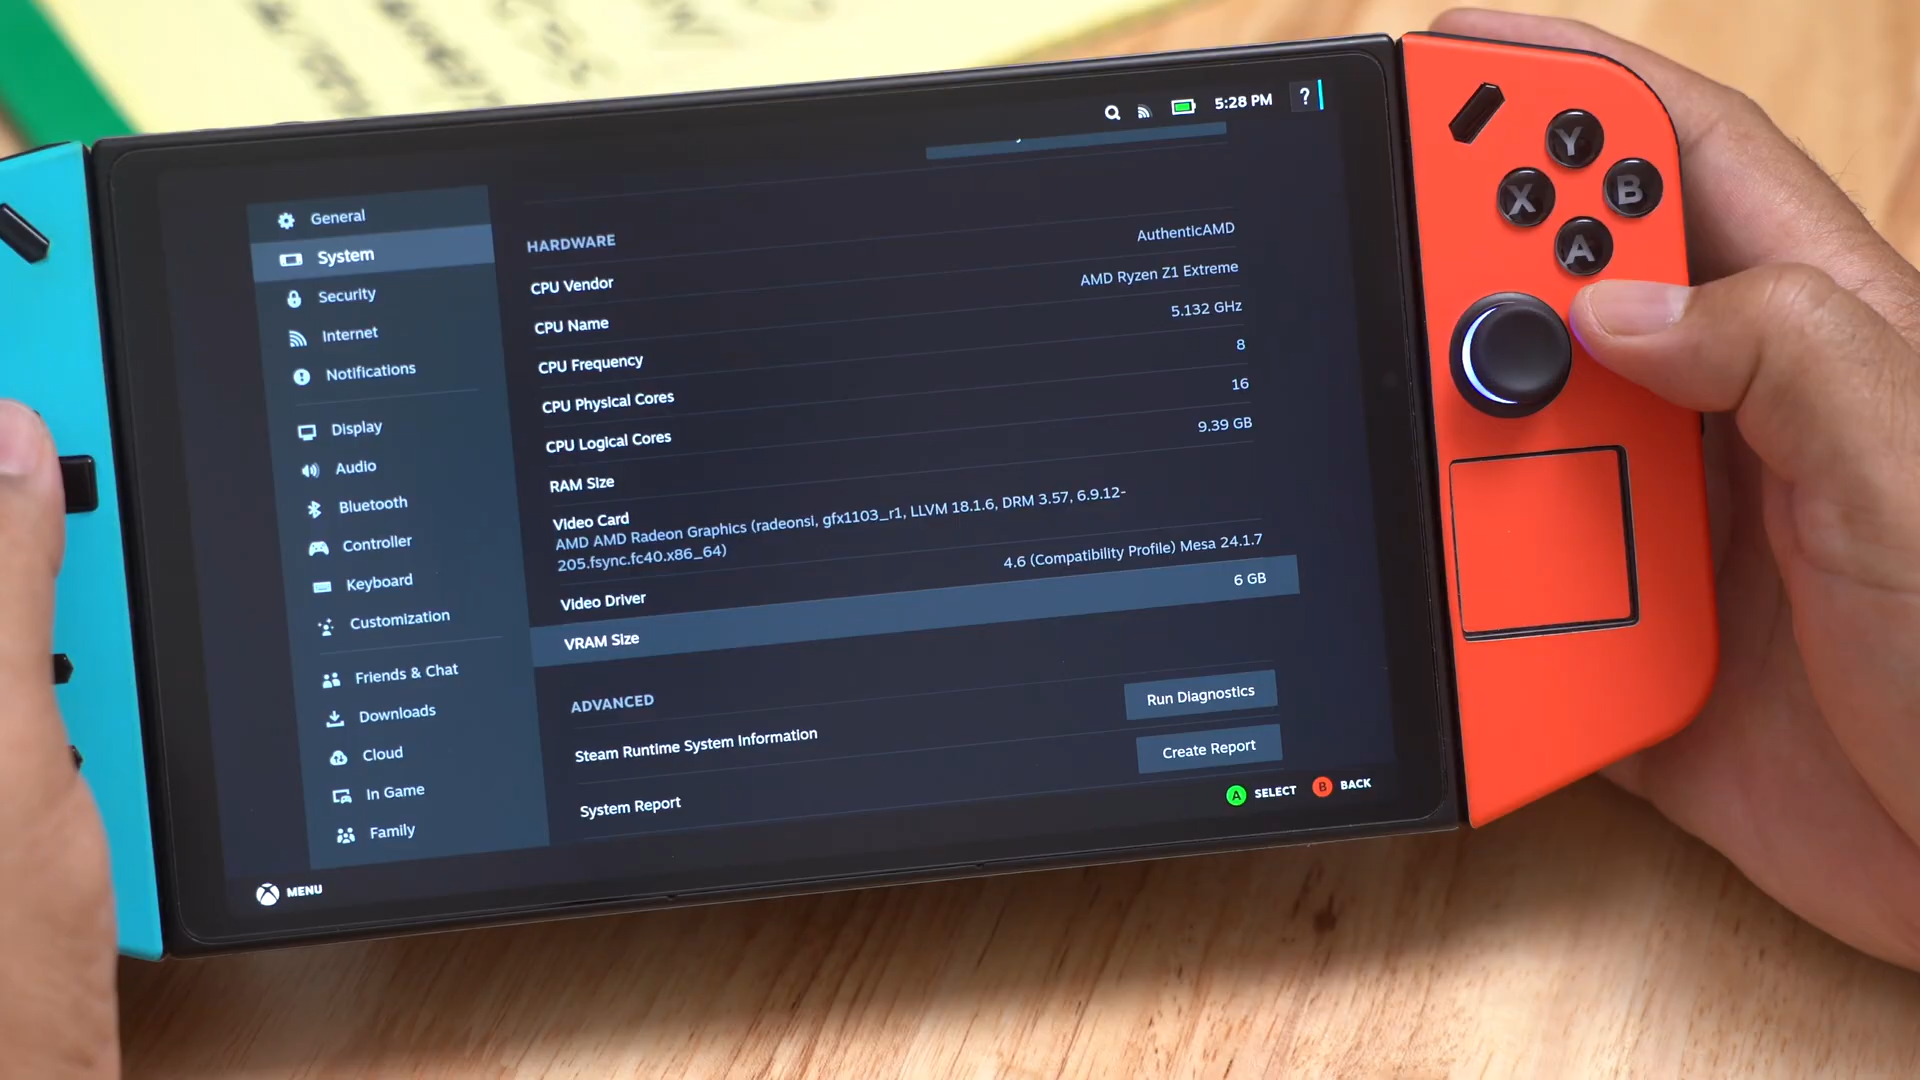 5:28 PM
?
General
System
Security
Internet
Notifications
Display
Audio
Bluetooth
Controller
Keyboard
Customization
Friends & Chat
Downloads
Cloud
In Game
Family
HARDWARE
CPU Vendor AuthenticAMD
CPU Name AMD Ryzen Z1 Extreme
CPU Frequency 5.132 GHz
CPU Physical Cores 8
CPU Logical Cores 16
RAM Size 9.39 GB
Video Card
AMD AMD Radeon Graphics (radeonsi, gfx1103_r1, LLVM 18.1.6, DRM 3.57, 6.9.12-
205.fsync.fc40.x86_64)
Video Driver 4.6 (Compatibility Profile) Mesa 24.1.7
VRAM Size 6 GB
ADVANCED
Steam Runtime System Information Run Diagnostics
System Report Create Report
MENU
A SELECT B BACK
Y
X
B
A